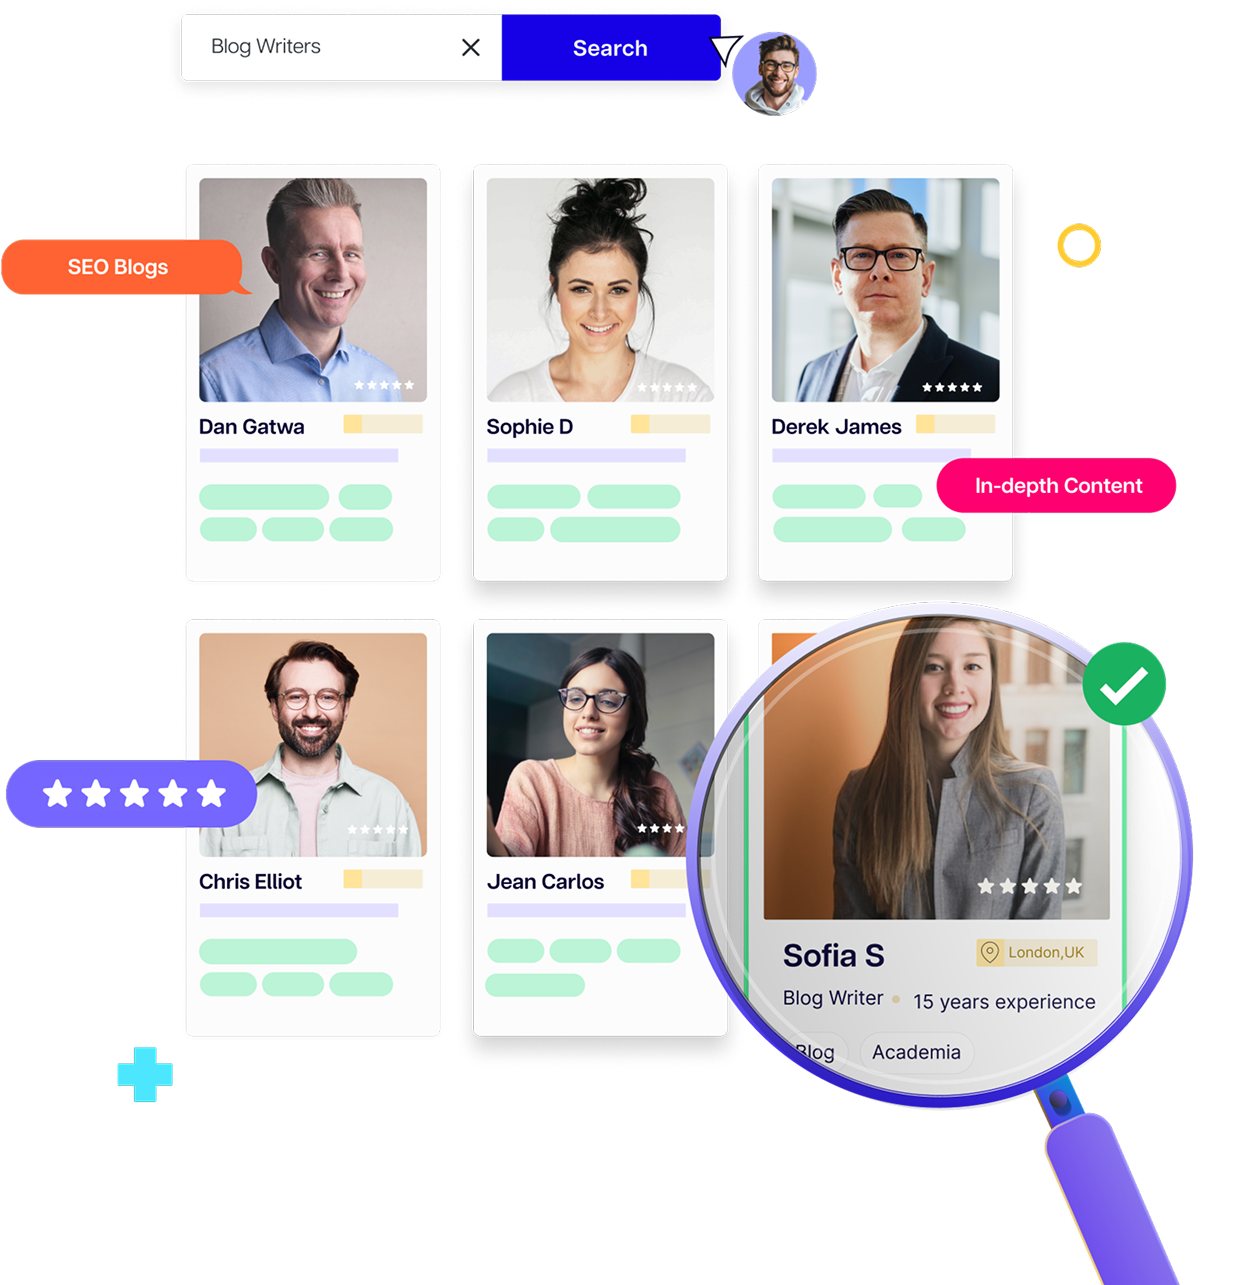 Blog Writers
Search
SEO Blogs
Dan Gatwa
Sophie D
Derek James
In-depth Content
Chris Elliot
Jean Carlos
Sofia S
London,UK
Blog Writer
15 years experience
Blog
Academia